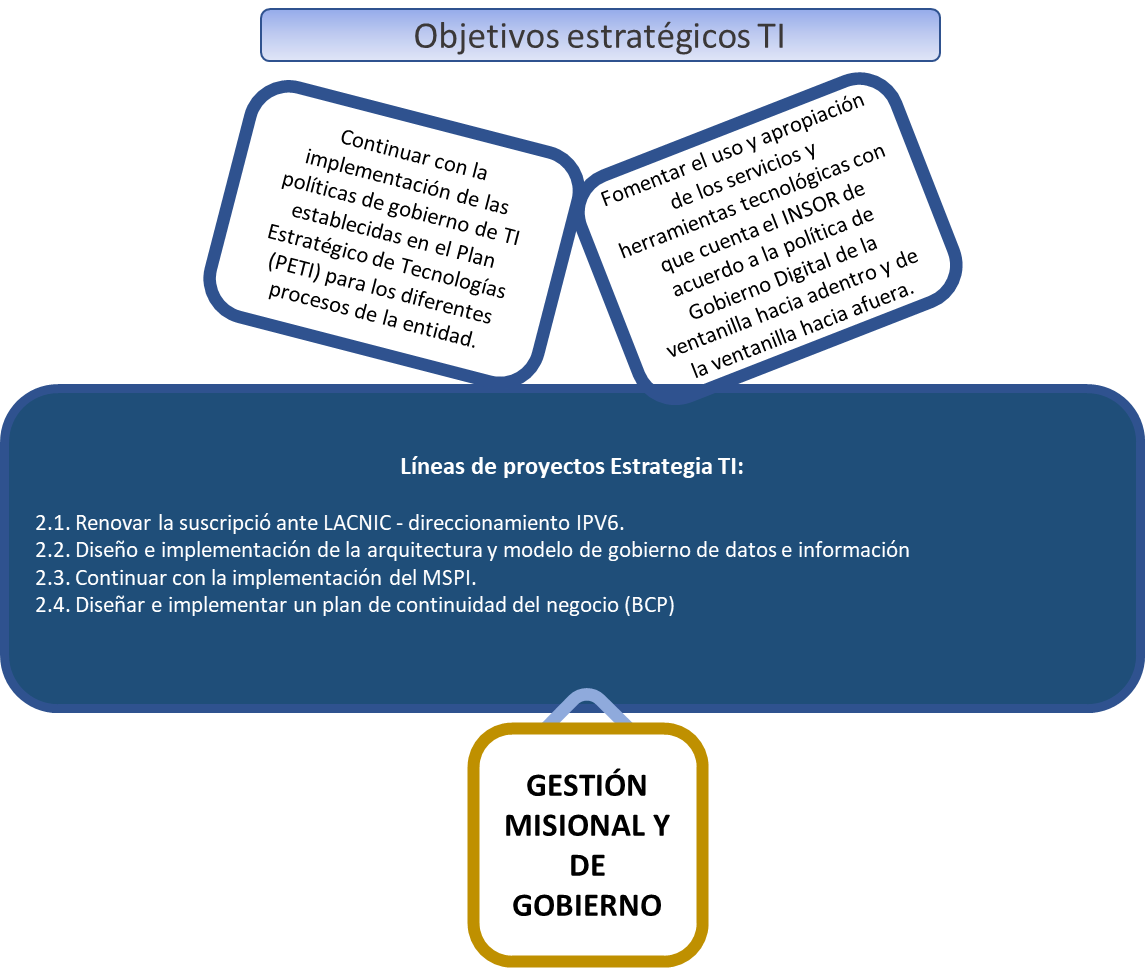 Objetivos estratégicos TI
Continuar con la
implementación de las
políticas de gobierno de TI
establecidas en el Plan
Estratégico de Tecnologías
(PETI) para los diferentes
procesos de la entidad.
Fomentar el uso y apropiación
de los servicios y
herramientas tecnológicas con
que cuenta el INSOR de
acuerdo a la política de
Gobierno Digital de la
ventanilla hacia adentro y de
la ventanilla hacia afuera.
Líneas de proyectos Estrategia TI:
2.1. Renovar la suscripció ante LACNIC - direccionamiento IPV6.
2.2. Diseño e implementación de la arquitectura y modelo de gobierno de datos e información
2.3. Continuar con la implementación del MSPI.
2.4. Diseñar e implementar un plan de continuidad del negocio (BCP)
GESTIÓN
MISIONAL Y
DE
GOBIERNO